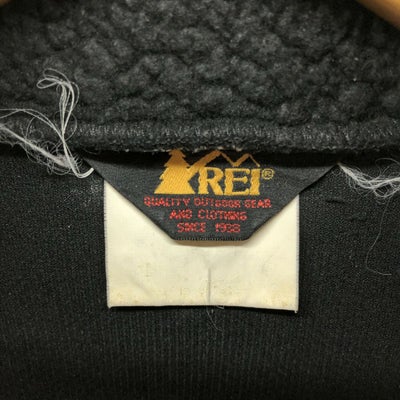 REI®
QUALITY OUTDOOR GEAR
AND CLOTHING
SINCE 1938